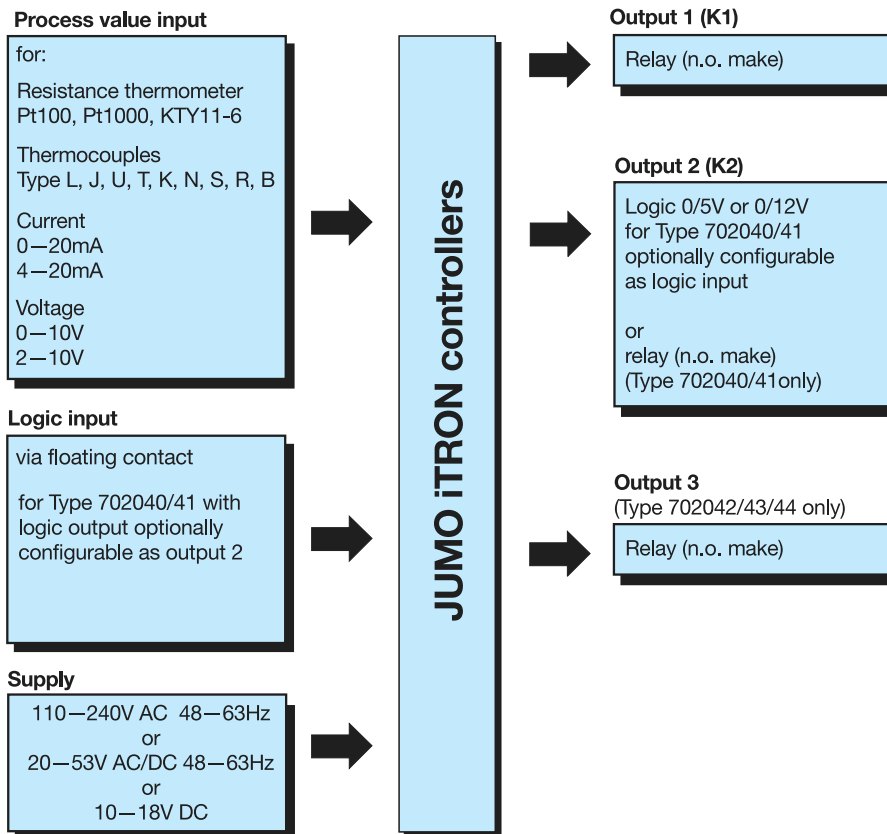 Process value input
for:
Resistance thermometer
Pt100, Pt1000, KTY11-6
Thermocouples
Type L, J, U, T, K, N, S, R, B
Current
0—20mA
4—20mA
Voltage
0—10V
2—10V
Logic input
via floating contact
for Type 702040/41 with
logic output optionally
configurable as output 2
Supply
110—240V AC 48—63Hz
or
20—53V AC/DC 48—63Hz
or
10—18V DC
JUMO iTRON controllers
Output 1 (K1)
Relay (n.o. make)
Output 2 (K2)
Logic 0/5V or 0/12V
for Type 702040/41
optionally configurable
as logic input
or
relay (n.o. make)
(Type 702040/41only)
Output 3
(Type 702042/43/44 only)
Relay (n.o. make)